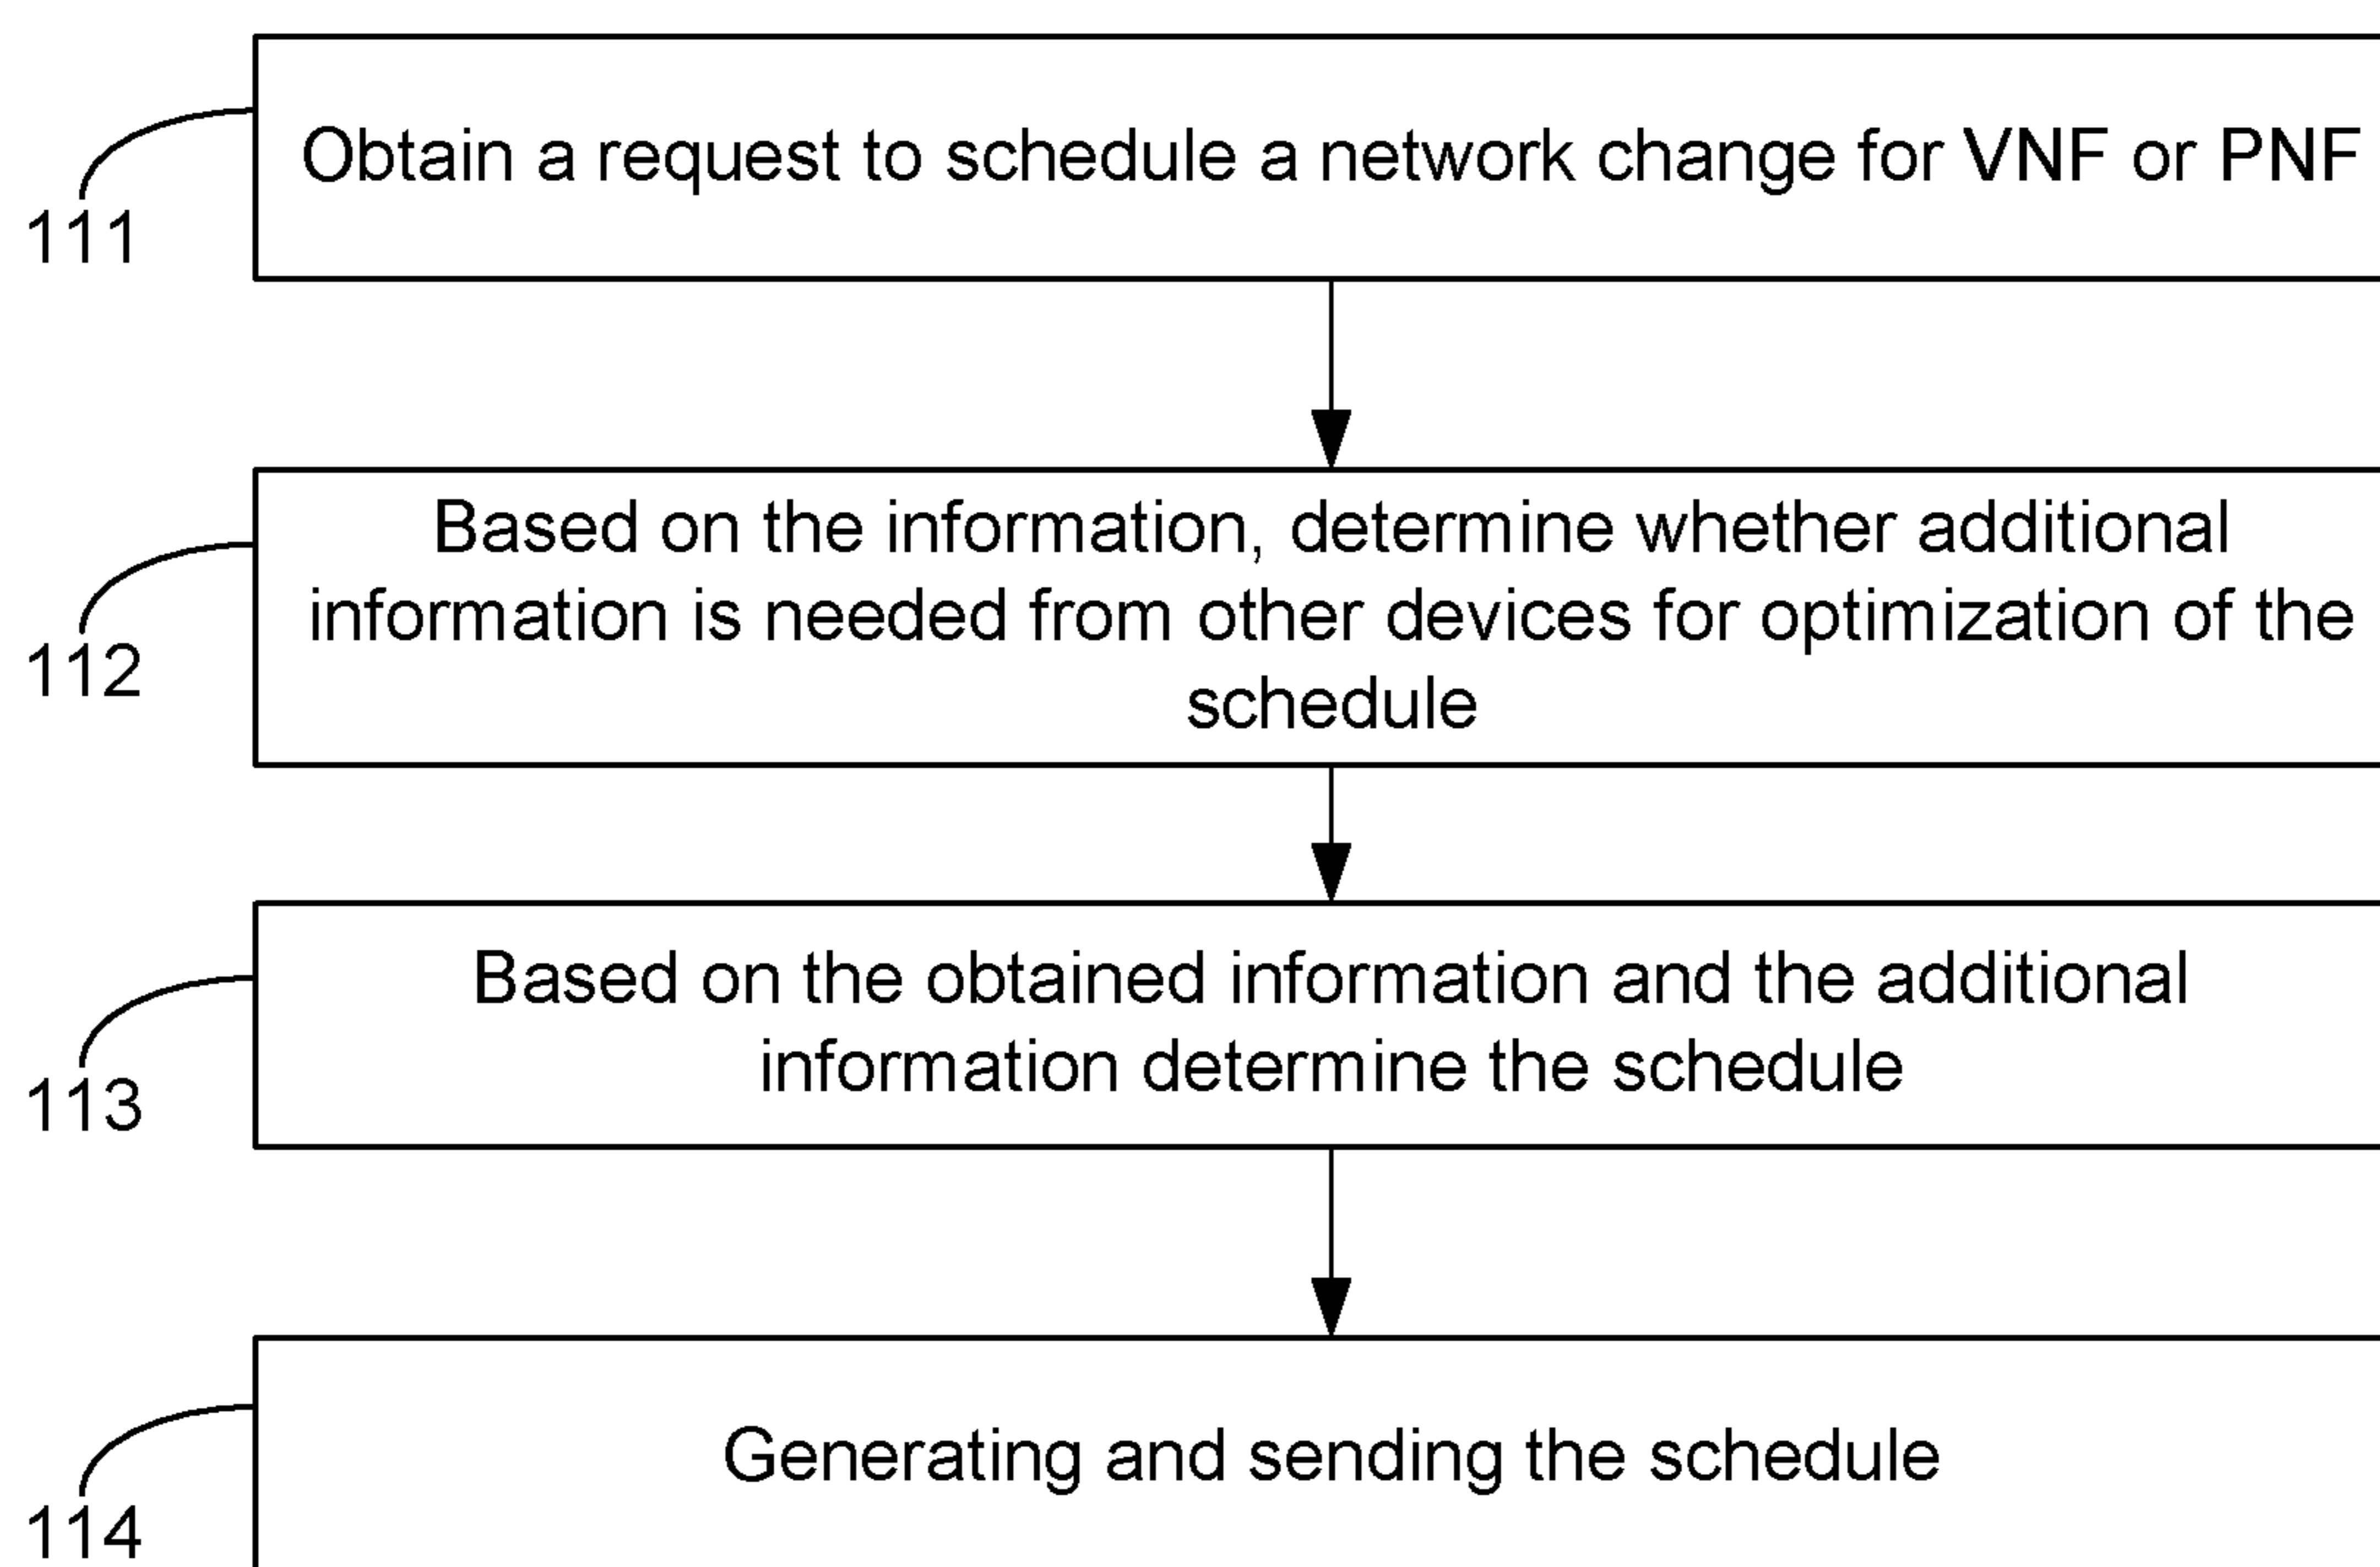 Obtain a request to schedule a network change for VNF or PNF
111
Based on the information, determine whether additional
information is needed from other devices for optimization of the
schedule
112
Based on the obtained information and the additional
information determine the schedule
113
Generating and sending the schedule
114